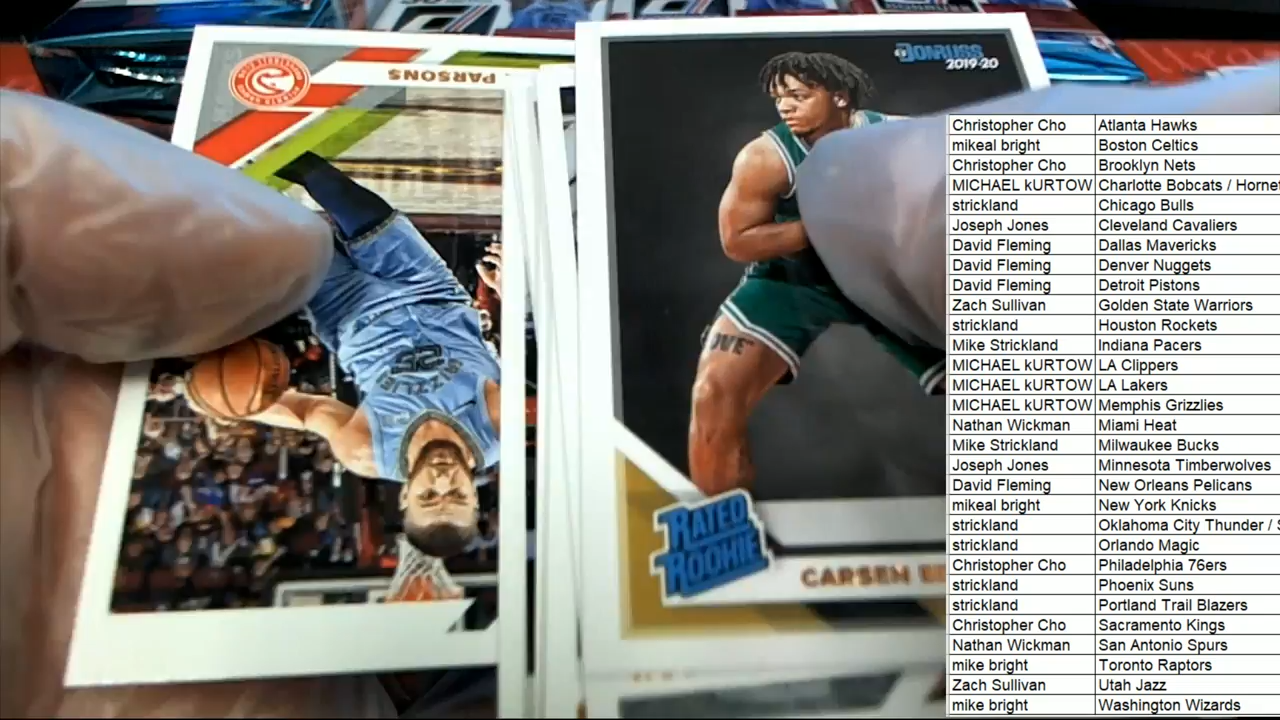 PARSONS
DONRUSS
2019-20
GRIZZLIES
25
LOVE
RATED
ROOKIE
CARSEN
Christopher Cho Atlanta Hawks
mikeal bright Boston Celtics
Christopher Cho Brooklyn Nets
MICHAEL kURTOW Charlotte Bobcats / Hornet
strickland Chicago Bulls
Joseph Jones Cleveland Cavaliers
David Fleming Dallas Mavericks
David Fleming Denver Nuggets
David Fleming Detroit Pistons
Zach Sullivan Golden State Warriors
strickland Houston Rockets
Mike Strickland Indiana Pacers
MICHAEL kURTOW LA Clippers
MICHAEL kURTOW LA Lakers
MICHAEL kURTOW Memphis Grizzlies
Nathan Wickman Miami Heat
Mike Strickland Milwaukee Bucks
Joseph Jones Minnesota Timberwolves
David Fleming New Orleans Pelicans
mikeal bright New York Knicks
strickland Oklahoma City Thunder /
strickland Orlando Magic
Christopher Cho Philadelphia 76ers
strickland Phoenix Suns
strickland Portland Trail Blazers
Christopher Cho Sacramento Kings
Nathan Wickman San Antonio Spurs
mike bright Toronto Raptors
Zach Sullivan Utah Jazz
mike bright Washington Wizards